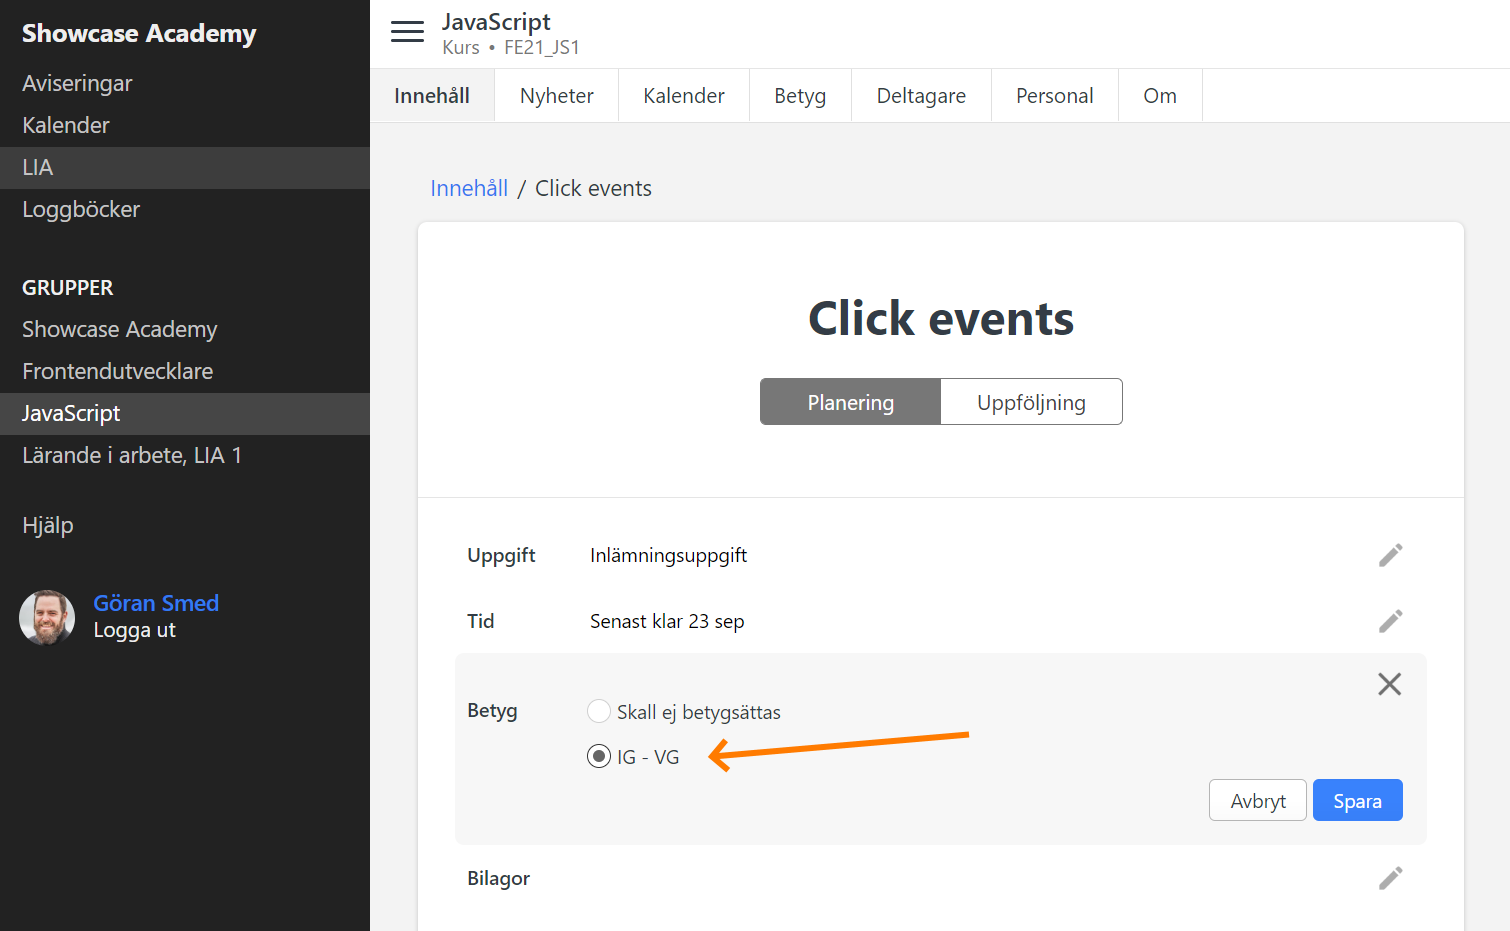 Showcase Academy
Aviseringar
Kalender
LIA
Loggböcker
GRUPPER
Showcase Academy
Frontendutvecklare
JavaScript
Lärande i arbete, LIA 1
Hjälp
Göran Smed
Logga ut
JavaScript
Kurs • FE21_JS1
Innehåll Nyheter Kalender Betyg Deltagare Personal Om
Innehåll / Click events
Click events
Planering Uppföljning
Uppgift Inlämningsuppgift
Tid Senast klar 23 sep
Betyg Skall ej betygsättas
IG - VG
Avbryt Spara
Bilagor